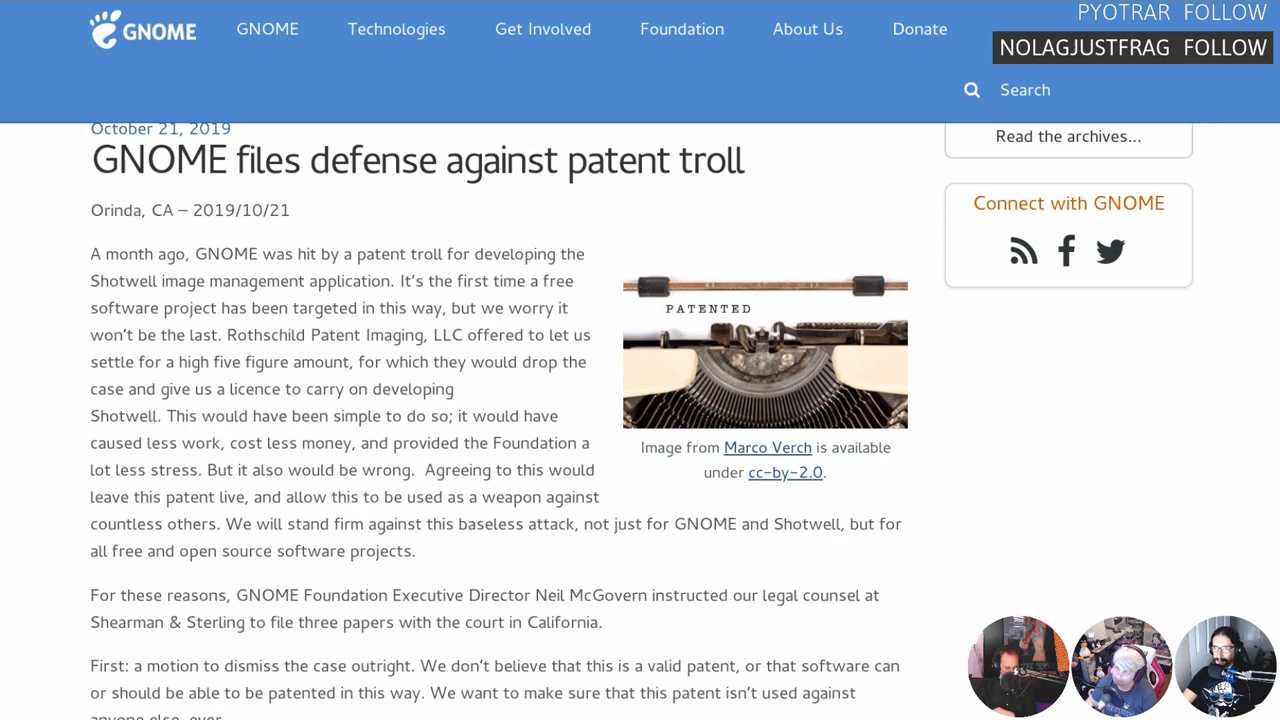 GNOME
GNOME Technologies Get Involved Foundation About Us Donate
PYOTRAR FOLLOW
NOLAGJUSTFRAG FOLLOW
Search
October 21, 2019
GNOME files defense against patent troll
Orinda, CA – 2019/10/21
A month ago, GNOME was hit by a patent troll for developing the
Shotwell image management application. It's the first time a free
software project has been targeted in this way, but we worry it
won't be the last. Rothschild Patent Imaging, LLC offered to let us
settle for a high five figure amount, for which they would drop the
case and give us a licence to carry on developing
Shotwell. This would have been simple to do so; it would have
caused less work, cost less money, and provided the Foundation a
lot less stress. But it also would be wrong.  Agreeing to this would
leave this patent live, and allow this to be used as a weapon against
countless others. We will stand firm against this baseless attack, not just for GNOME and Shotwell, but for
all free and open source software projects.
PATENTED
Image from Marco Verch is available
under cc-by-2.0.
For these reasons, GNOME Foundation Executive Director Neil McGovern instructed our legal counsel at
Shearman & Sterling to file three papers with the court in California.
First: a motion to dismiss the case outright. We don't believe that this is a valid patent, or that software can
or should be able to be patented in this way. We want to make sure that this patent isn't used against
anyone else, ever.
Read the archives...
Connect with GNOME